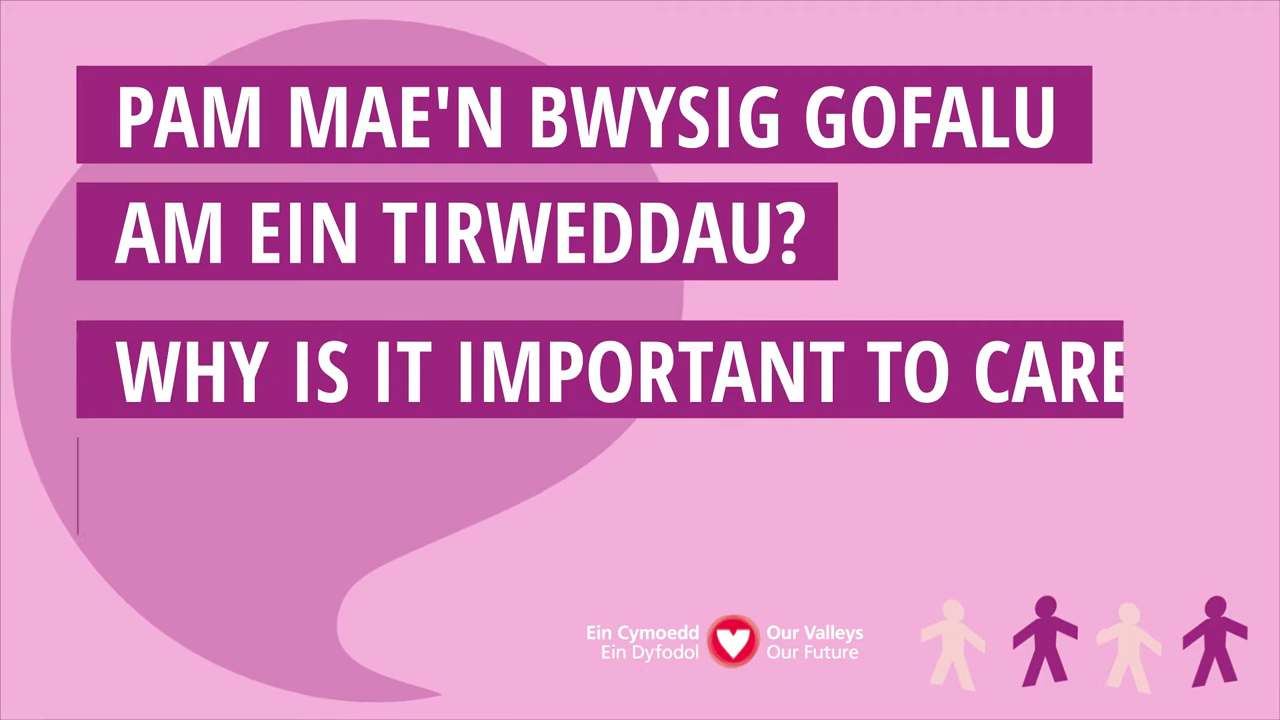 PAM MAE'N BWYSIG GOFALU
AM EIN TIRWEDDAU?
WHY IS IT IMPORTANT TO CARE
Ein Cymoedd
Ein Dyfodol
Our Valleys
Our Future